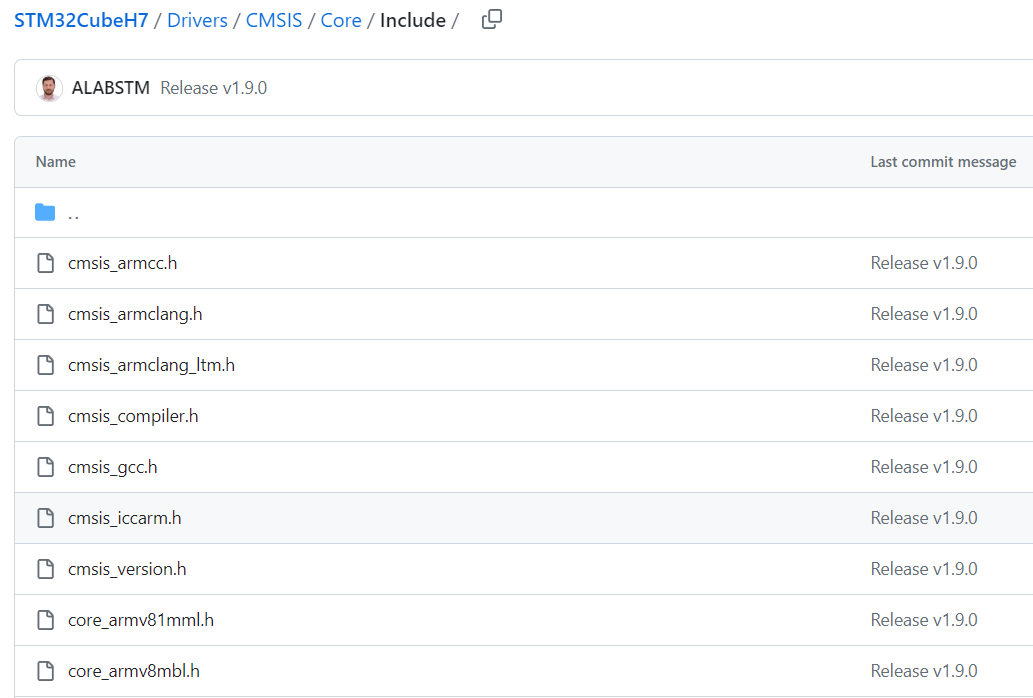 STM32CubeH7 / Drivers / CMSIS / Core / Include /
ALABSTM Release v1.9.0
Name Last commit message
..
cmsis_armcc.h Release v1.9.0
cmsis_armclang.h Release v1.9.0
cmsis_armclang_ltm.h Release v1.9.0
cmsis_compiler.h Release v1.9.0
cmsis_gcc.h Release v1.9.0
cmsis_iccarm.h Release v1.9.0
cmsis_version.h Release v1.9.0
core_armv81mml.h Release v1.9.0
core_armv8mbl.h Release v1.9.0